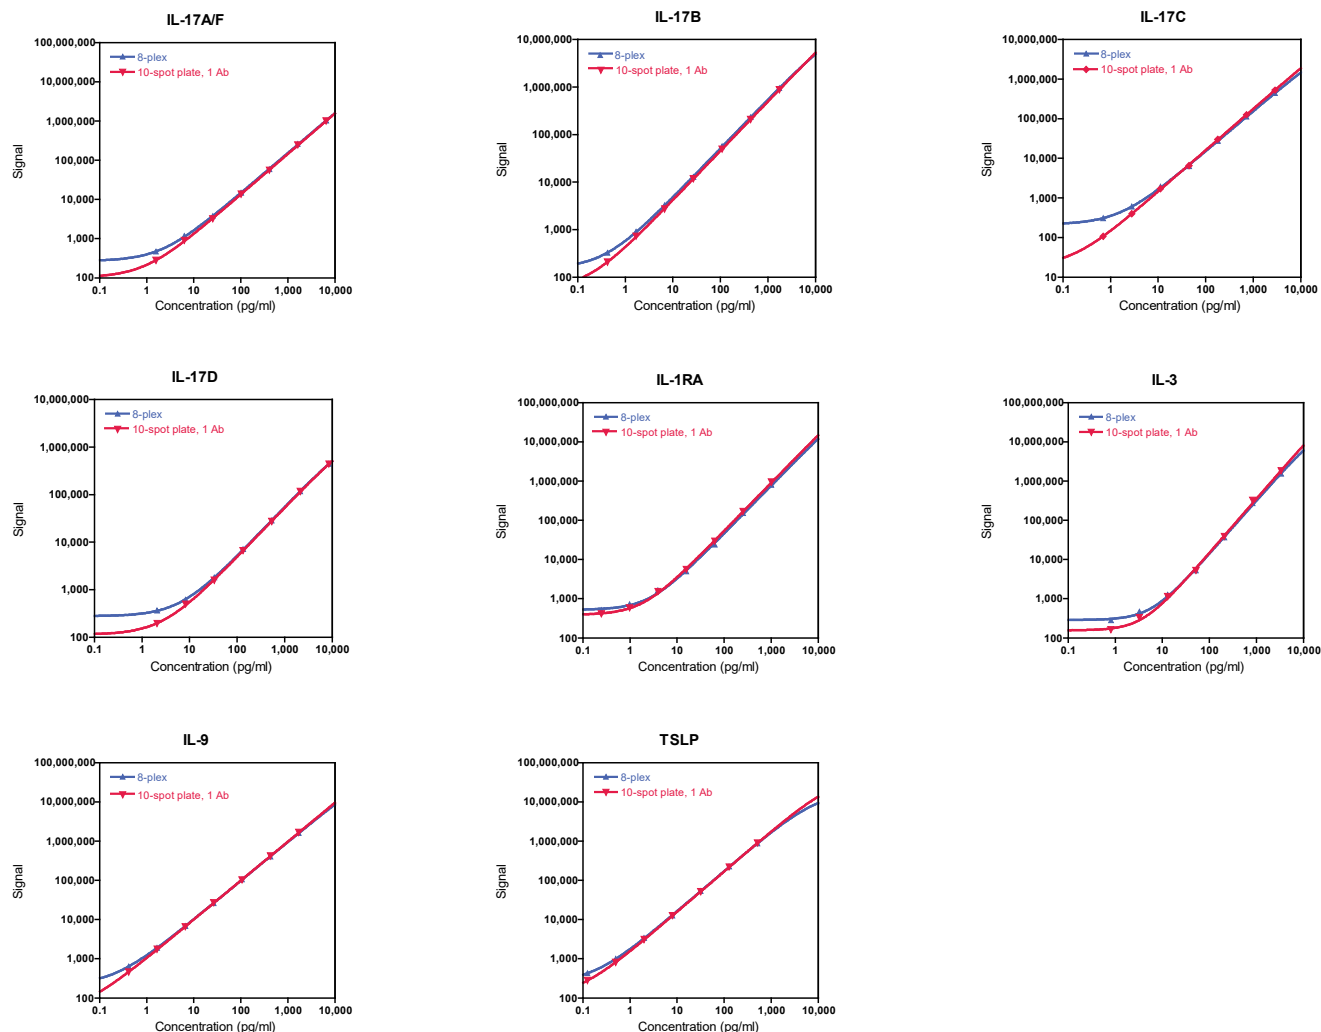 IL-17A/F
100,000,000
10,000,000
1,000,000
100,000
10,000
1,000
100
Signal
8-plex
10-spot plate, 1 Ab
0.1 1 10 100 1,000 10,000
Concentration (pg/ml)
IL-17B
10,000,000
1,000,000
100,000
10,000
1,000
100
Signal
8-plex
10-spot plate, 1 Ab
0.1 1 10 100 1,000 10,000
Concentration (pg/ml)
IL-17C
10,000,000
1,000,000
100,000
10,000
1,000
100
10
Signal
8-plex
10-spot plate, 1 Ab
0.1 1 10 100 1,000 10,000
Concentration (pg/ml)
IL-17D
10,000,000
1,000,000
100,000
10,000
1,000
100
Signal
8-plex
10-spot plate, 1 Ab
0.1 1 10 100 1,000 10,000
Concentration (pg/ml)
IL-1RA
100,000,000
10,000,000
1,000,000
100,000
10,000
1,000
100
Signal
8-plex
10-spot plate, 1 Ab
0.1 1 10 100 1,000 10,000
Concentration (pg/ml)
IL-3
100,000,000
10,000,000
1,000,000
100,000
10,000
1,000
100
Signal
8-plex
10-spot plate, 1 Ab
0.1 1 10 100 1,000 10,000
Concentration (pg/ml)
IL-9
100,000,000
10,000,000
1,000,000
100,000
10,000
1,000
100
Signal
8-plex
10-spot plate, 1 Ab
0.1 1 10 100 1,000 10,000
Concentration (pg/ml)
TSLP
100,000,000
10,000,000
1,000,000
100,000
10,000
1,000
100
Signal
8-plex
10-spot plate, 1 Ab
0.1 1 10 100 1,000 10,000
Concentration (pg/ml)